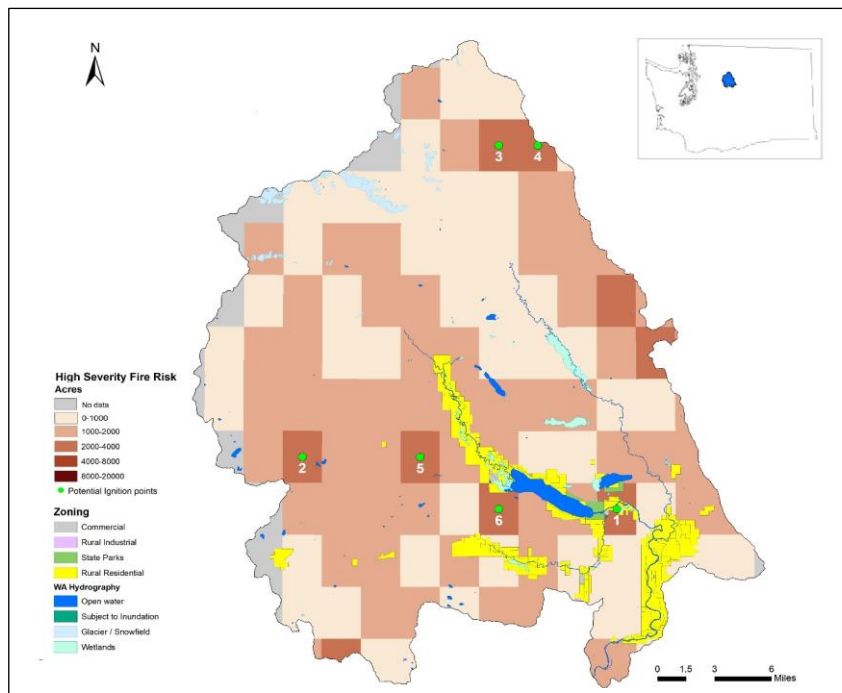 N
3
4
2
5
6
1
High Severity Fire Risk
Acres
No data
0-1000
1000-2000
2000-4000
4000-8000
8000-20000
Potential Ignition points
Zoning
Commercial
Rural Industrial
State Parks
Rural Residential
WA Hydrography
Open water
Subject to Inundation
Glacier / Snowfield
Wetlands
0 1.5 3 6
Miles